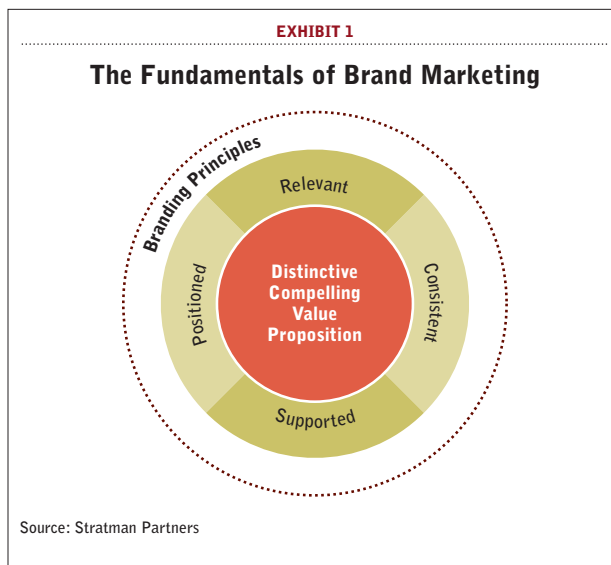 EXHIBIT 1
The Fundamentals of Brand Marketing
Branding Principles
Relevant
Positioned
Distinctive
Compelling
Value
Proposition
Consistent
Supported
Source: Stratman Partners